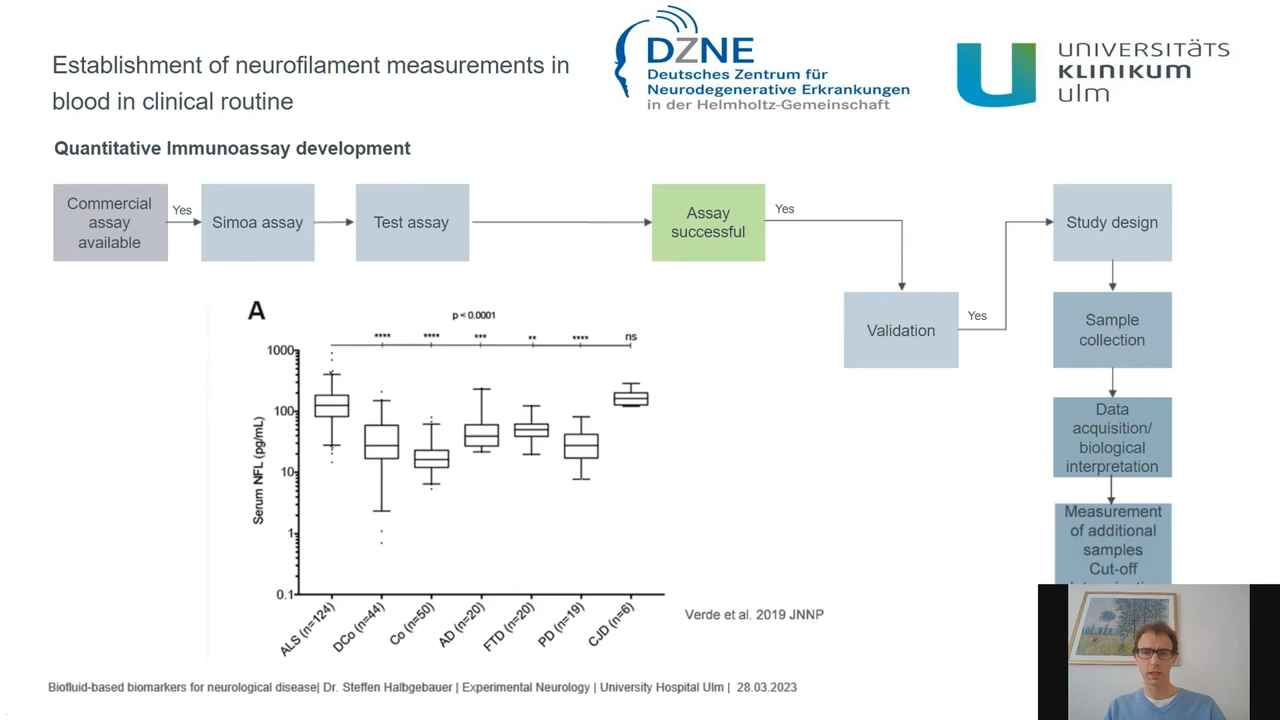 Establishment of neurofilament measurements in
blood in clinical routine
DZNE
Deutsches Zentrum für
Neurodegenerative Erkrankungen
in der Helmholtz-Gemeinschaft
UNIVERSITÄTS
KLINIKUM
ulm
Quantitative Immunoassay development
Commercial
assay
available
Yes
Simoa assay
Test assay
Assay
successful
Yes
Validation
Yes
Study design
Sample
collection
Data
acquisition/
biological
interpretation
Measurement
of additional
samples
Cut-off
A
p < 0.0001
**** **** *** ** **** ns
Serum NFL (pg/mL)
1000
100
10
1
0.1
ALS (n=124)
DCo (n=44)
Co (n=50)
AD (n=20)
FTD (n=20)
PD (n=19)
CJD (n=6)
Verde et al. 2019 JNNP
Biofluid-based biomarkers for neurological disease| Dr. Steffen Halbgebauer | Experimental Neurology | University Hospital Ulm | 28.03.2023